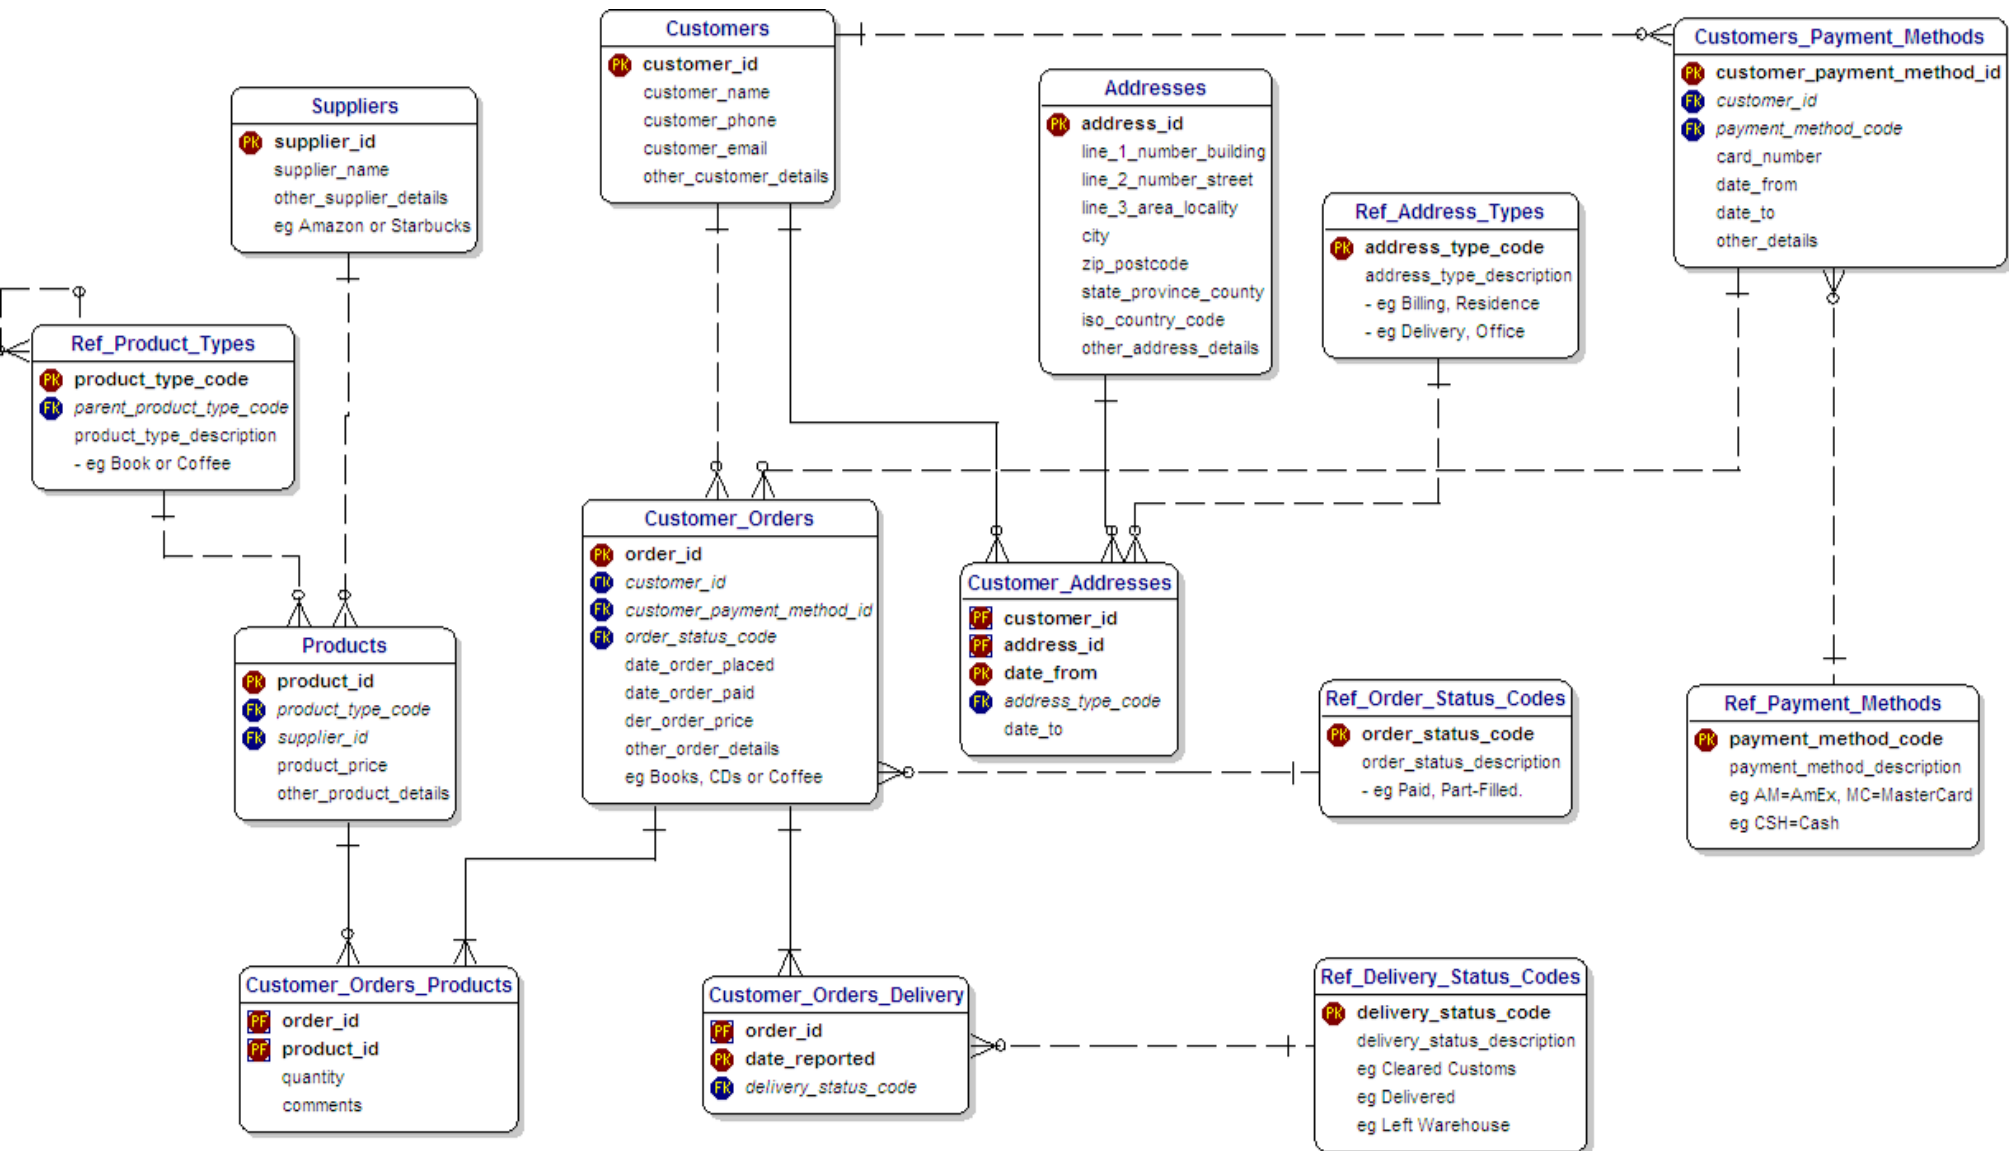 Customers
PK customer_id
customer_name
customer_phone
customer_email
other_customer_details
Customers_Payment_Methods
PK customer_payment_method_id
FK customer_id
FK payment_method_code
card_number
date_from
date_to
other_details
Suppliers
PK supplier_id
supplier_name
other_supplier_details
eg Amazon or Starbucks
Addresses
PK address_id
line_1_number_building
line_2_number_street
line_3_area_locality
city
zip_postcode
state_province_county
iso_country_code
other_address_details
Ref_Address_Types
PK address_type_code
address_type_description
- eg Billing, Residence
- eg Delivery, Office
Ref_Product_Types
PK product_type_code
FK parent_product_type_code
product_type_description
- eg Book or Coffee
Customer_Orders
PK order_id
FK customer_id
FK customer_payment_method_id
FK order_status_code
date_order_placed
date_order_paid
der_order_price
other_order_details
eg Books, CDs or Coffee
Customer_Addresses
PF customer_id
PF address_id
PK date_from
FK address_type_code
date_to
Products
PK product_id
FK product_type_code
FK supplier_id
product_price
other_product_details
Ref_Order_Status_Codes
PK order_status_code
order_status_description
- eg Paid, Part-Filled.
Ref_Payment_Methods
PK payment_method_code
payment_method_description
eg AM=AmEx, MC=MasterCard
eg CSH=Cash
Customer_Orders_Products
PF order_id
PF product_id
quantity
comments
Customer_Orders_Delivery
PF order_id
PK date_reported
FK delivery_status_code
Ref_Delivery_Status_Codes
PK delivery_status_code
delivery_status_description
eg Cleared Customs
eg Delivered
eg Left Warehouse